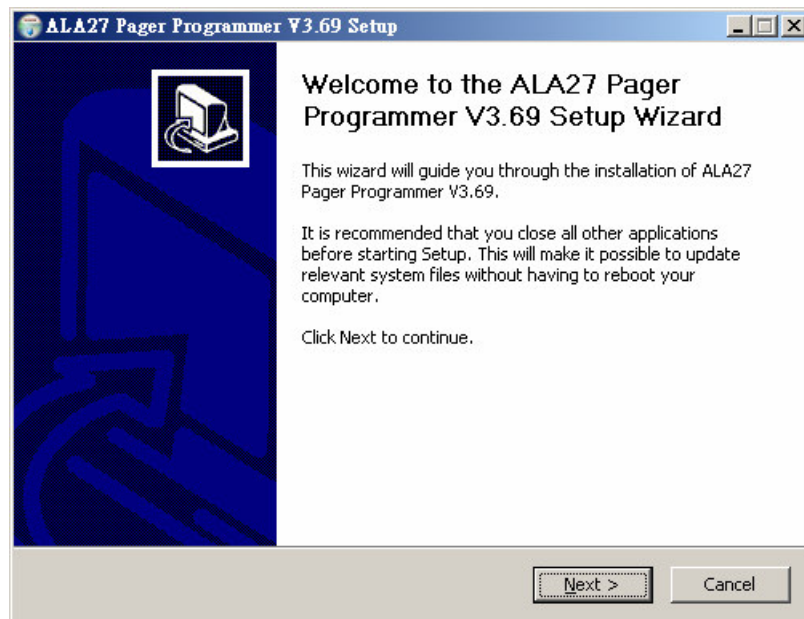 ALA27 Pager Programmer V3.69 Setup
Welcome to the ALA27 Pager
Programmer V3.69 Setup Wizard
This wizard will guide you through the installation of ALA27
Pager Programmer V3.69.
It is recommended that you close all other applications
before starting Setup. This will make it possible to update
relevant system files without having to reboot your
computer.
Click Next to continue.
Next >
Cancel